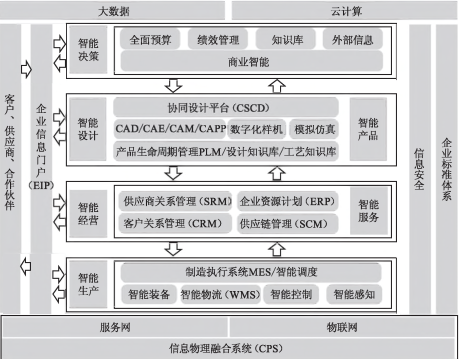 大数据
云计算
客户、供应商、合作伙伴
企业信息门户(EIP)
智能决策
全面预算
绩效管理
知识库
外部信息
商业智能
智能设计
协同设计平台(CSCD)
CAD/CAE/CAM/CAPP
数字化样机
模拟仿真
产品生命周期管理PLM/设计知识库/工艺知识库
智能产品
智能经营
供应商关系管理(SRM)
企业资源计划(ERP)
客户关系管理(CRM)
供应链管理(SCM)
智能服务
智能生产
制造执行系统MES/智能调度
智能装备
智能物流(WMS)
智能控制
智能感知
信息安全
企业标准体系
服务网
物联网
信息物理融合系统(CPS)